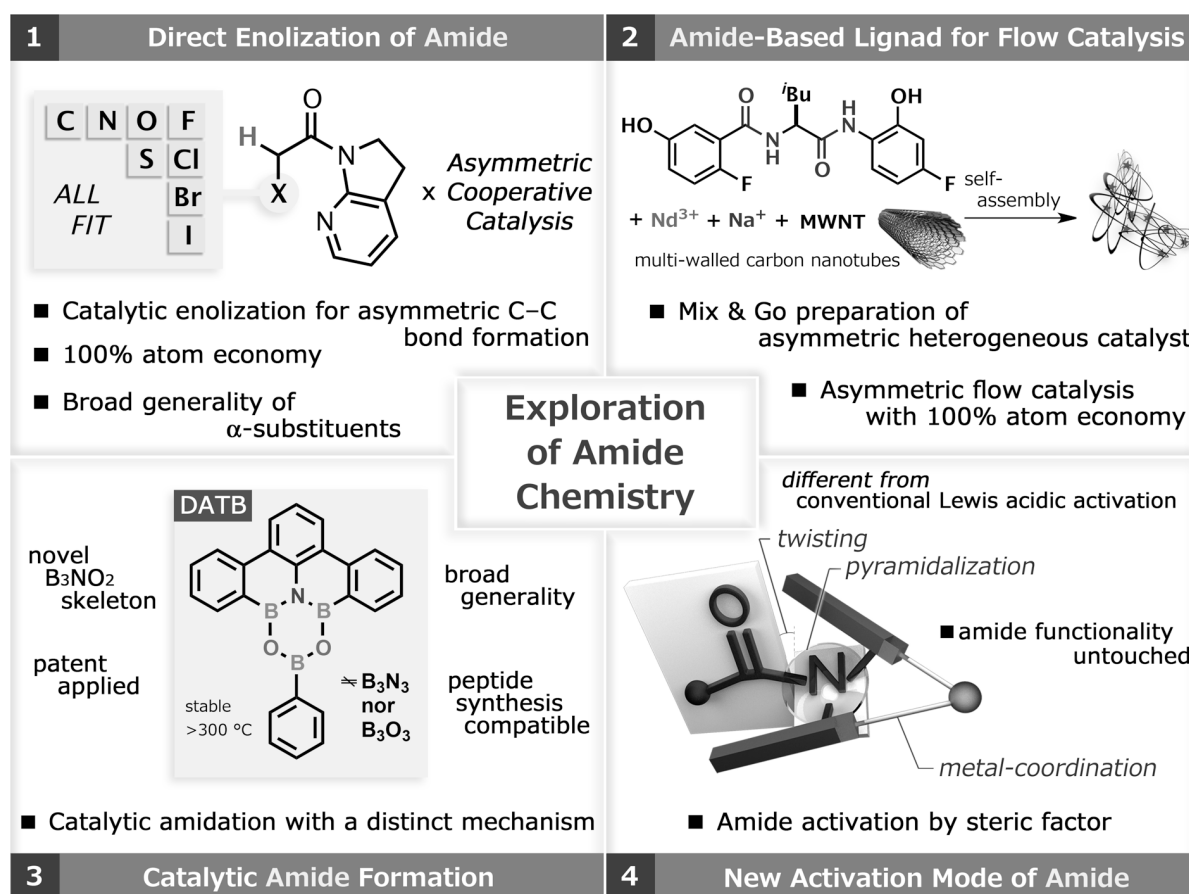 1 Direct Enolization of Amide
C N O F
S Cl
Br
I
ALL
FIT
H
O
N
X
N
Asymmetric
x Cooperative
Catalysis
■ Catalytic enolization for asymmetric C–C
bond formation
■ 100% atom economy
■ Broad generality of
α-substituents
2 Amide-Based Lignad for Flow Catalysis
HO
F
O
N
H
iBu
O
H
N
OH
F
self-
assembly
+ Nd3+ + Na+ + MWNT
multi-walled carbon nanotubes
■ Mix & Go preparation of
asymmetric heterogeneous catalyst
■ Asymmetric flow catalysis
with 100% atom economy
Exploration
of Amide
Chemistry
DATB
novel
B3NO2
skeleton
patent
applied
B N B
O O
B
stable
>300 °C
≒ B3N3
nor
B3O3
broad
generality
peptide
synthesis
compatible
■ Catalytic amidation with a distinct mechanism
3 Catalytic Amide Formation
different from
conventional Lewis acidic activation
twisting
pyramidalization
O
N
■ amide functionality
untouched
metal-coordination
■ Amide activation by steric factor
4 New Activation Mode of Amide